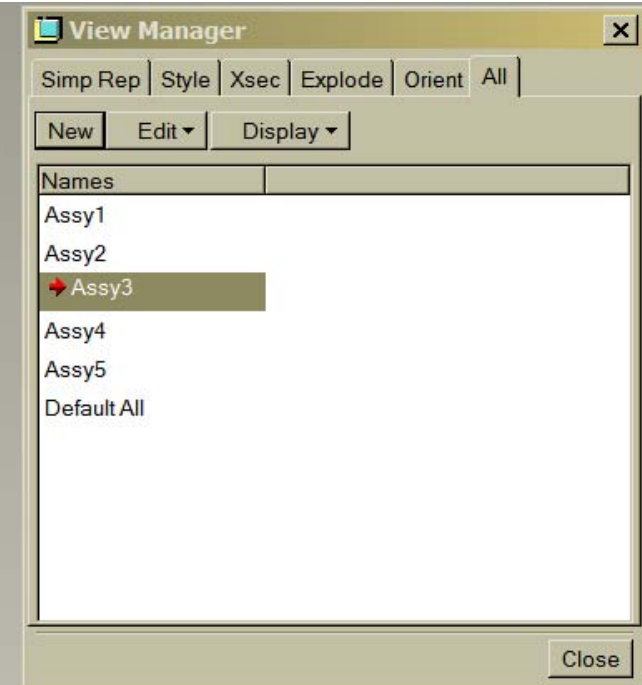 View Manager
Simp Rep Style Xsec Explode Orient All
New Edit Display
Names
Assy1
Assy2
Assy3
Assy4
Assy5
Default All
Close